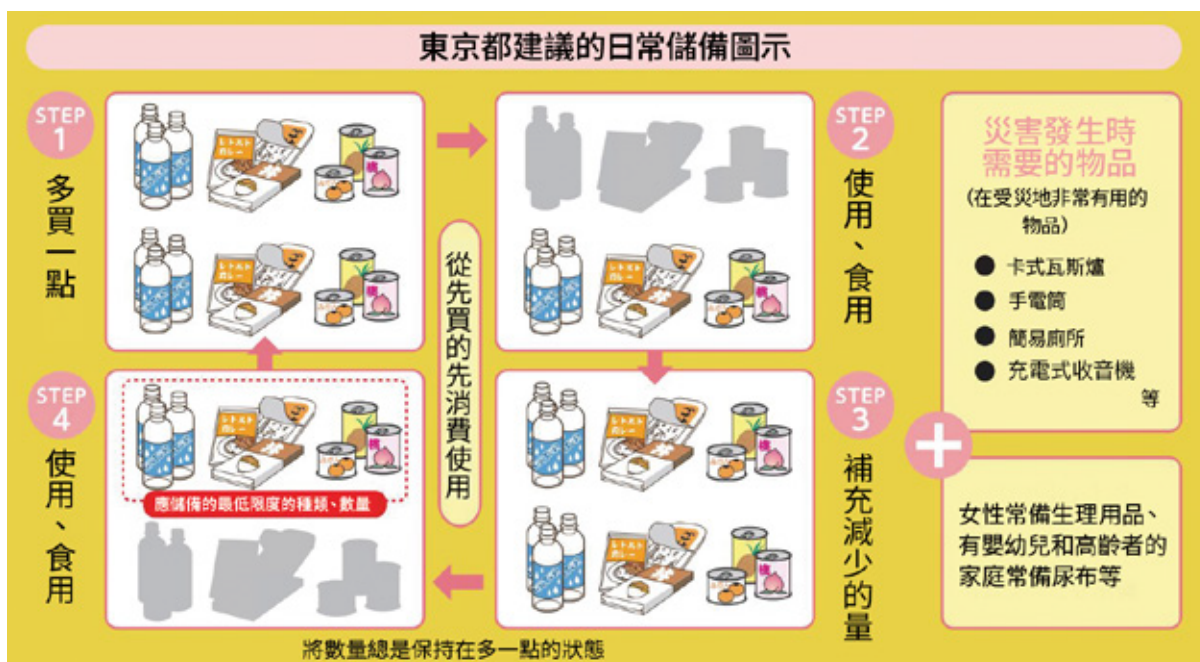 東京都建議的日常儲備圖示
STEP
1
多買一點
STEP
2
使用、食用
從先買的先消費使用
STEP
4
使用、食用
應儲備的最低限度的種類、數量
STEP
3
補充減少的量
將數量總是保持在多一點的狀態
災害發生時
需要的物品
(在受災地非常有用的
物品)
● 卡式瓦斯爐
● 手電筒
● 簡易廁所
● 充電式收音機
等
+
女性常備生理用品、
有嬰幼兒和高齡者的
家庭常備尿布等